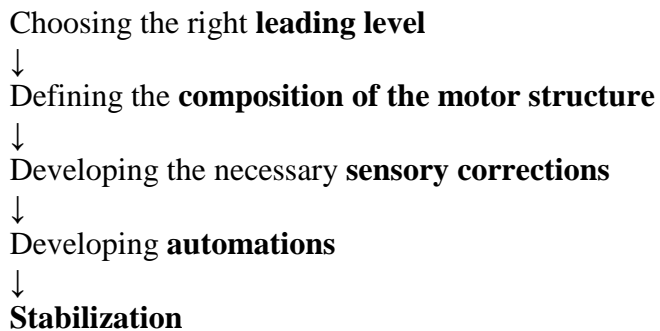 Choosing the right leading level
↓
Defining the composition of the motor structure
↓
Developing the necessary sensory corrections
↓
Developing automations
↓
Stabilization